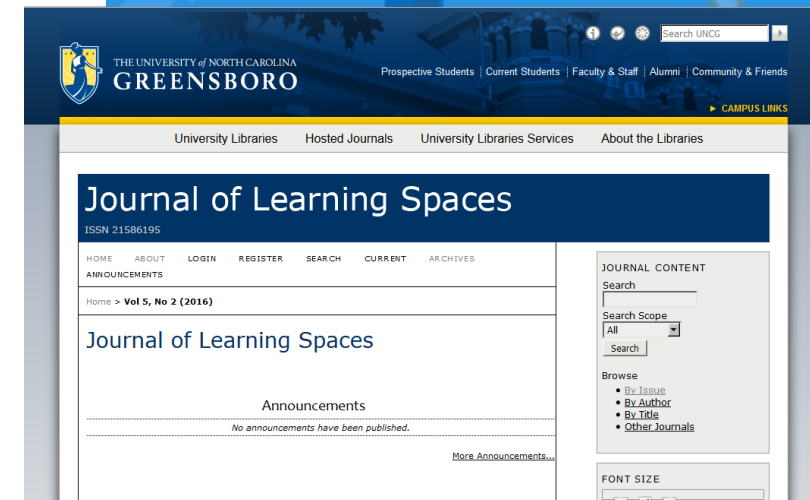 Search UNCG
THE UNIVERSITY of NORTH CAROLINA
GREENSBORO
Prospective Students Current Students Faculty & Staff Alumni Community & Friends
► CAMPUS LINKS
University Libraries Hosted Journals University Libraries Services About the Libraries
Journal of Learning Spaces
ISSN 21586195
HOME ABOUT LOGIN REGISTER SEARCH CURRENT ARCHIVES
ANNOUNCEMENTS
Home > Vol 5, No 2 (2016)
Journal of Learning Spaces
Announcements
No announcements have been published.
More Announcements...
JOURNAL CONTENT
Search
Search Scope
All
Search
Browse
• By Issue
• By Author
• By Title
• Other Journals
FONT SIZE